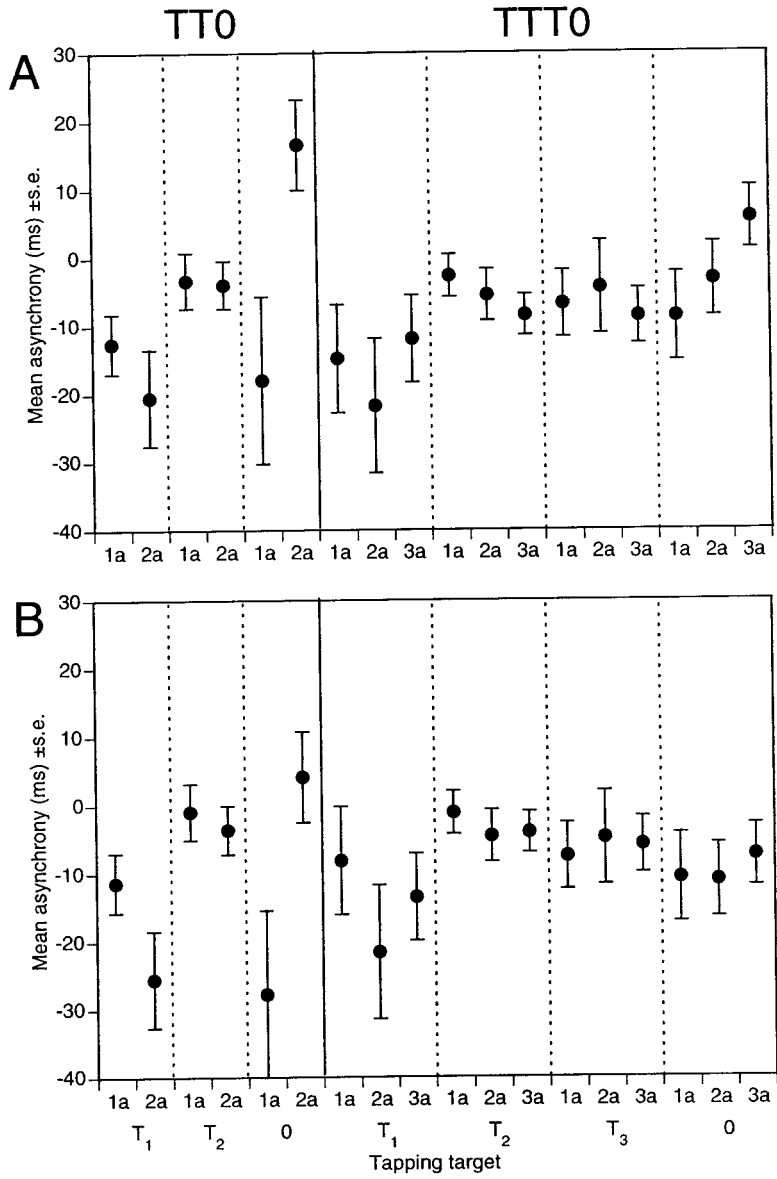 TT0 TTT0
A
30
20
10
0
-10
-20
-30
-40
Mean asynchrony (ms) ±s.e.
1a 2a 1a 2a 1a 2a 1a 2a 3a 1a 2a 3a 1a 2a 3a 1a 2a 3a
B
30
20
10
0
-10
-20
-30
-40
Mean asynchrony (ms) ±s.e.
1a 2a 1a 2a 1a 2a 1a 2a 3a 1a 2a 3a 1a 2a 3a 1a 2a 3a
T1 T2 0 T1 T2 T3 0
Tapping target